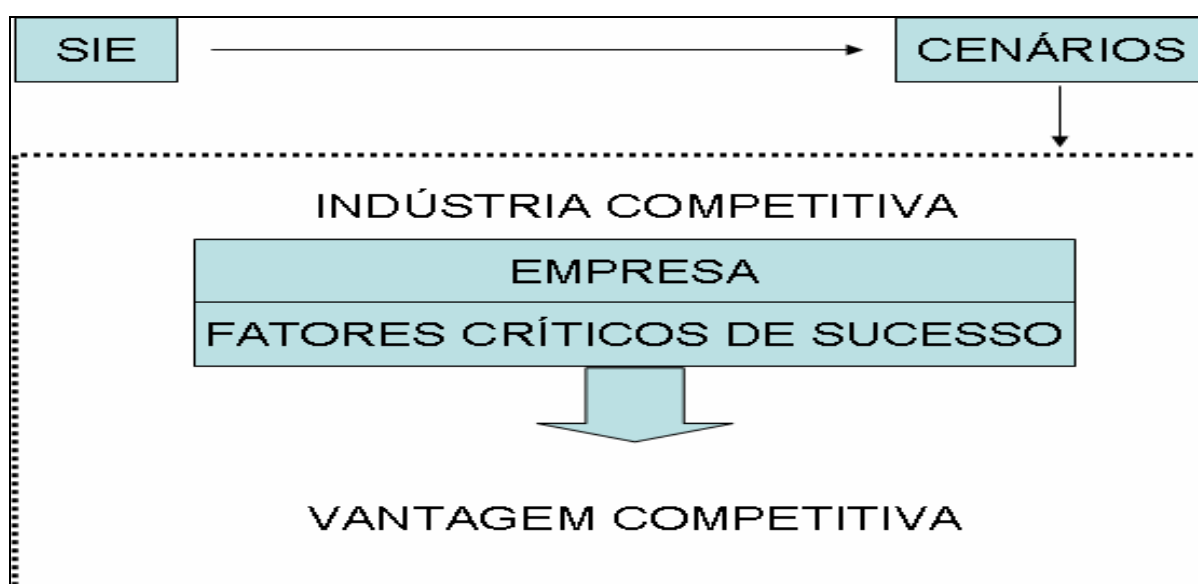 SIE
CENÁRIOS
INDÚSTRIA COMPETITIVA
EMPRESA
FATORES CRÍTICOS DE SUCESSO
VANTAGEM COMPETITIVA